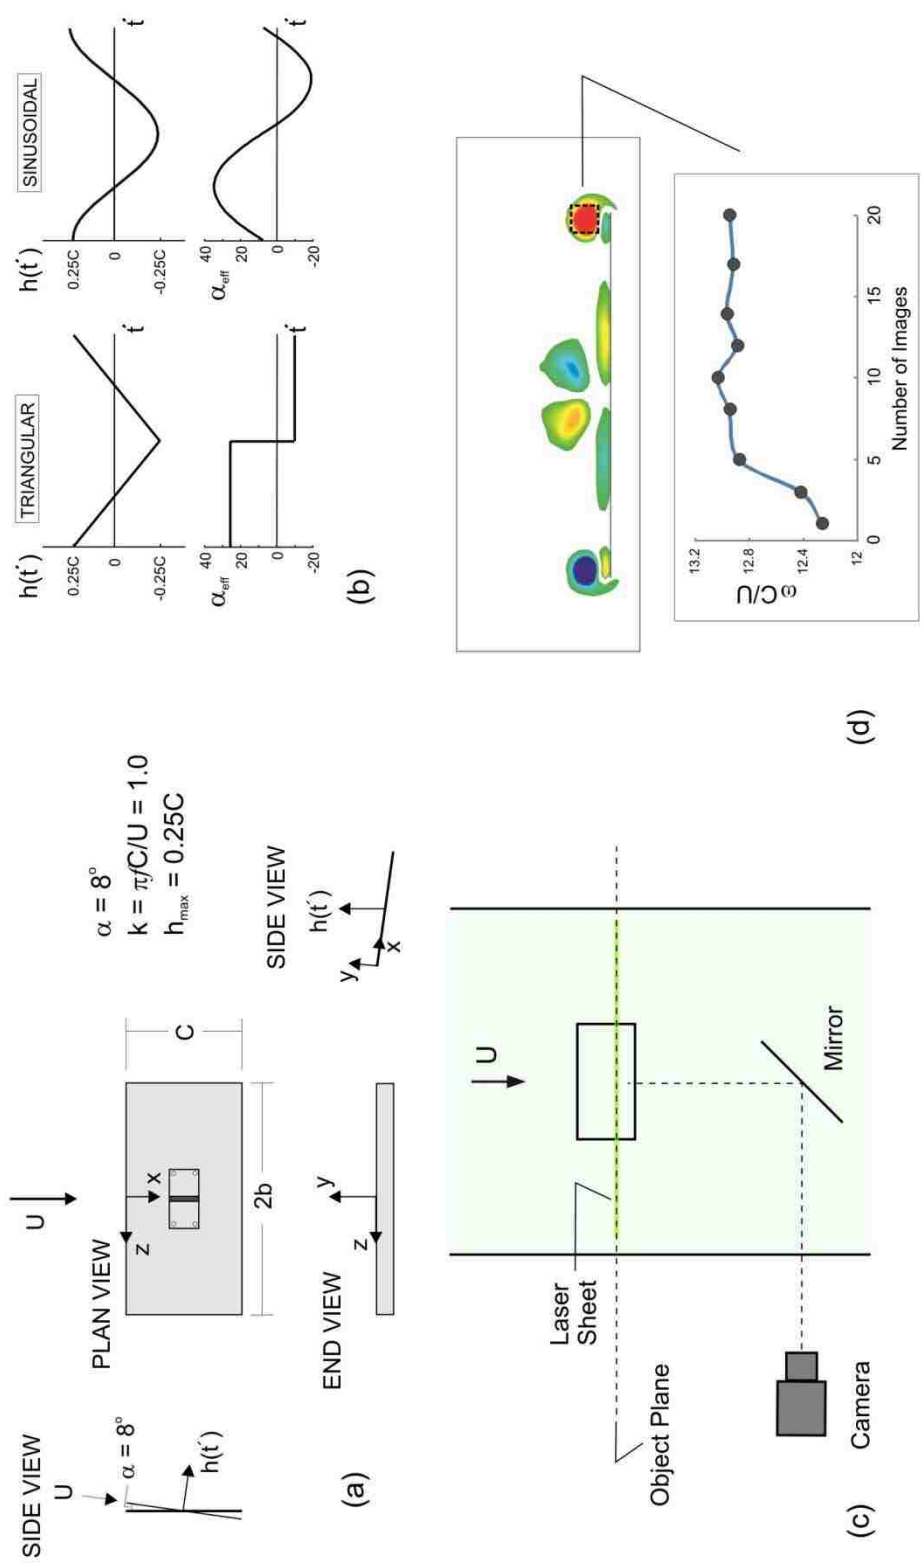 SIDE VIEW
U
α = 8°
h(t*)
PLAN VIEW
U
z
x
C
2b
END VIEW
y
z
α = 8°
k = πfC/U = 1.0
hmax = 0.25C
SIDE VIEW
h(t*)
y
x
(a)
TRIANGULAR
h(t*)
0.25C
0
-0.25C
t*
αeff
40
20
0
-20
t*
SINUSOIDAL
h(t*)
0.25C
0
-0.25C
t*
αeff
40
20
0
-20
t*
(b)
U
Laser
Sheet
Object Plane
Camera
Mirror
(c)
ωC/U
13.2
12.8
12.4
12
0
5
10
15
20
Number of Images
(d)